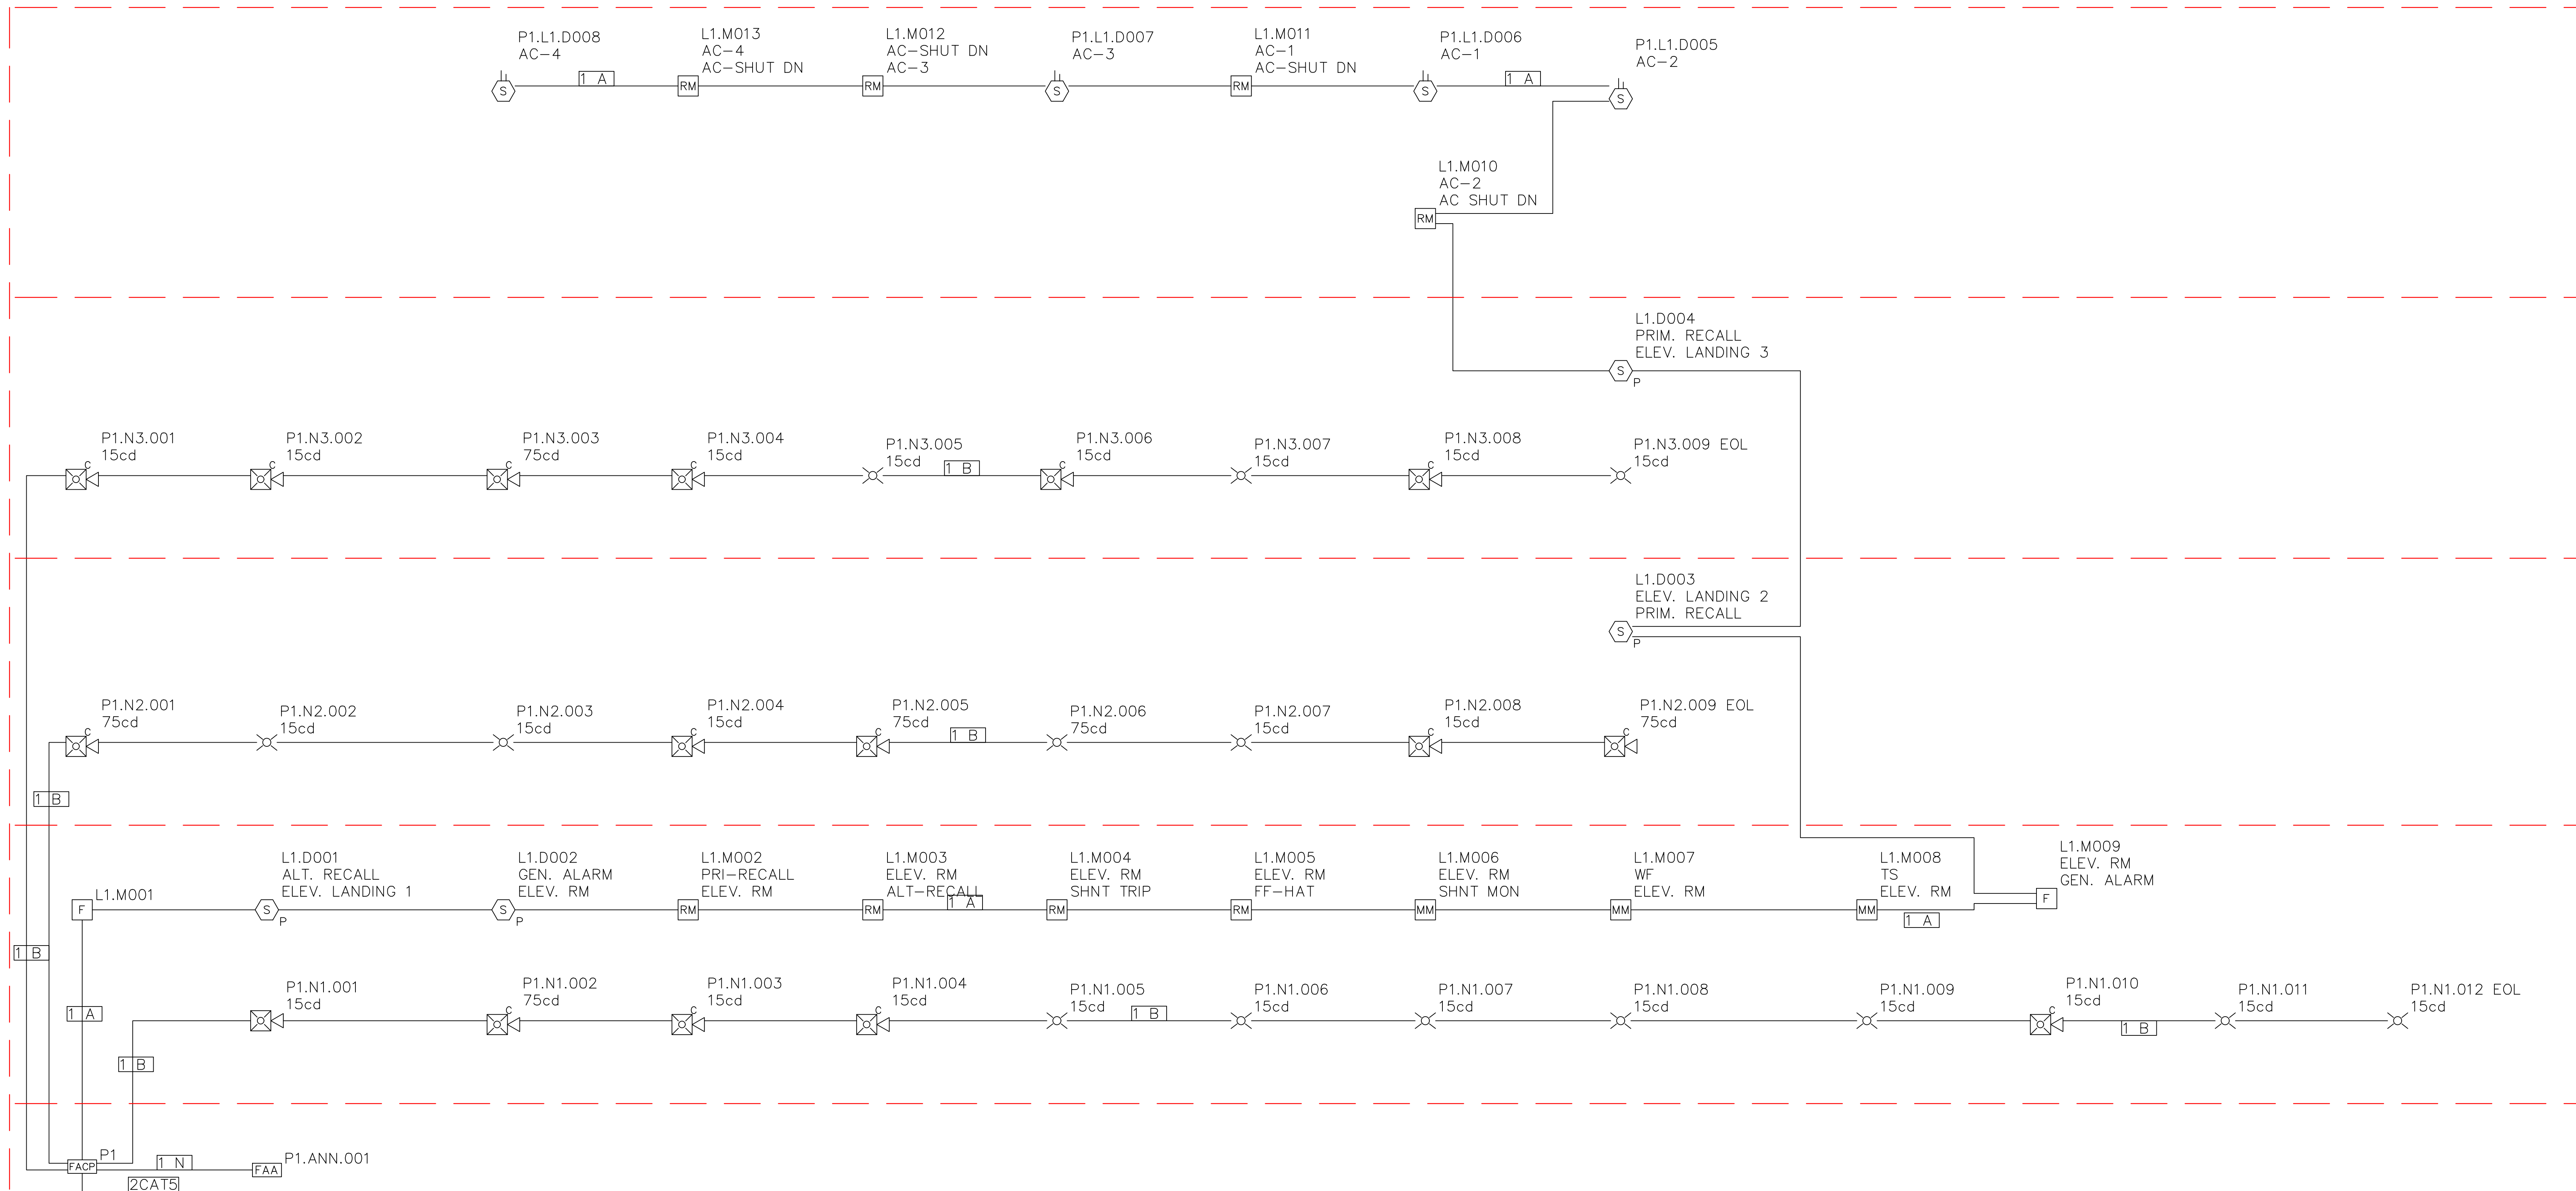 P1.L1.D008
AC-4
S
1 A
L1.M013
AC-4
AC-SHUT DN
RM
L1.M012
AC-SHUT DN
AC-3
RM
P1.L1.D007
AC-3
S
L1.M011
AC-1
AC-SHUT DN
RM
P1.L1.D006
AC-1
S
1 A
P1.L1.D005
AC-2
S
L1.M010
AC-2
AC SHUT DN
RM
L1.D004
PRIM. RECALL
ELEV. LANDING 3
S
P
P1.N3.001
15cd
C
P1.N3.002
15cd
C
P1.N3.003
75cd
C
P1.N3.004
15cd
C
P1.N3.005
15cd
1 B
P1.N3.006
15cd
C
P1.N3.007
15cd
P1.N3.008
15cd
C
P1.N3.009 EOL
15cd
L1.D003
ELEV. LANDING 2
PRIM. RECALL
S
P
P1.N2.001
75cd
C
P1.N2.002
15cd
P1.N2.003
15cd
P1.N2.004
15cd
C
P1.N2.005
75cd
C
1 B
P1.N2.006
75cd
P1.N2.007
15cd
P1.N2.008
15cd
C
P1.N2.009 EOL
75cd
C
1 B
L1.M001
F
L1.D001
ALT. RECALL
ELEV. LANDING 1
S
P
L1.D002
GEN. ALARM
ELEV. RM
S
P
L1.M002
PRI-RECALL
ELEV. RM
RM
L1.M003
ELEV. RM
ALT-RECALL
RM
1 A
L1.M004
ELEV. RM
SHNT TRIP
RM
L1.M005
ELEV. RM
FF-HAT
RM
L1.M006
ELEV. RM
SHNT MON
MM
L1.M007
WF
ELEV. RM
MM
L1.M008
TS
ELEV. RM
MM
1 A
L1.M009
ELEV. RM
GEN. ALARM
F
1 B
1 A
1 B
P1.N1.001
15cd
P1.N1.002
75cd
C
P1.N1.003
15cd
C
P1.N1.004
15cd
C
P1.N1.005
15cd
1 B
P1.N1.006
15cd
P1.N1.007
15cd
P1.N1.008
15cd
P1.N1.009
15cd
P1.N1.010
15cd
C
1 B
P1.N1.011
15cd
P1.N1.012 EOL
15cd
FACP
P1
1 N
2CAT5
FAA
P1.ANN.001